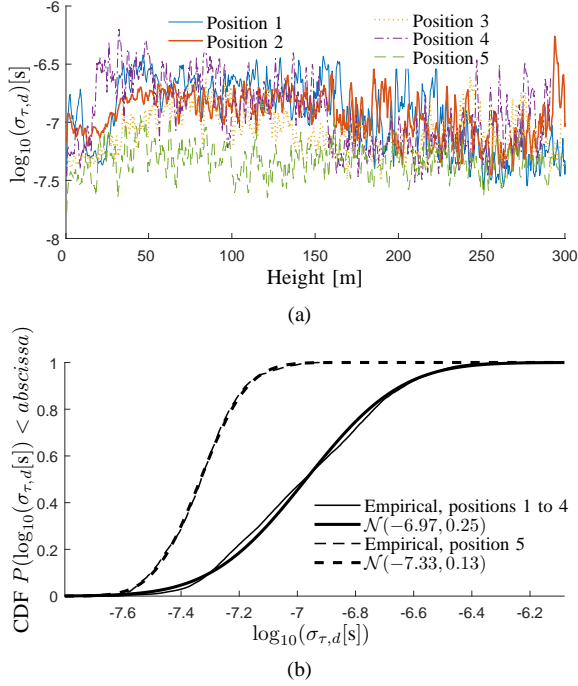 -6
-6.5
-7
-7.5
-8
log₁₀(σ_{τ,d})[s]
Position 1
Position 2
Position 3
Position 4
Position 5
0 50 100 150 200 250 300
Height [m]
(a)
1
0.8
0.6
0.4
0.2
0
CDF P(log₁₀(σ_{τ,d}[s]) < abscissa)
Empirical, positions 1 to 4
𝒩(−6.97, 0.25)
Empirical, position 5
𝒩(−7.33, 0.13)
-7.6 -7.4 -7.2 -7 -6.8 -6.6 -6.4 -6.2
log₁₀(σ_{τ,d}[s])
(b)